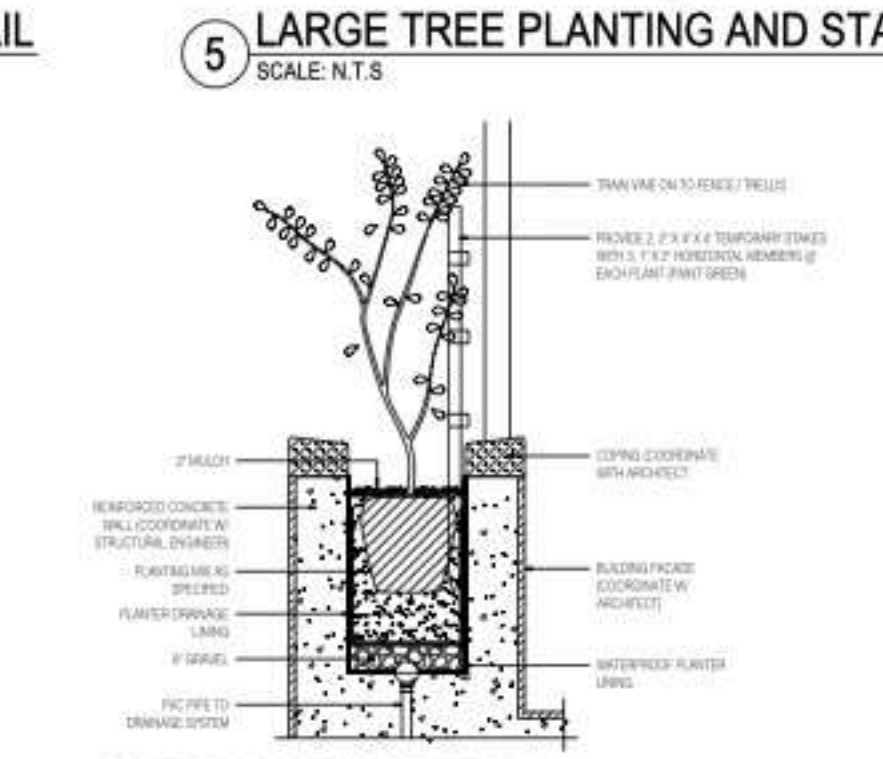 AIL
5 LARGE TREE PLANTING AND STA
SCALE: N.T.S
TRAIN VINE ON TO FENCE / TRELLIS
PROVIDE 2, 2" X 4" X 4' TEMPORARY STAKES
WITH 3, 1" X 2" HORIZONTAL MEMBERS @
EACH PLANT (PAINT GREEN)
2" MULCH
COPING (COORDINATE
WITH ARCHITECT
REINFORCED CONCRETE
WALL (COORDINATE W/
STRUCTURAL ENGINEER)
PLANTING MIX AS
SPECIFIED
BUILDING FACADE
(COORDINATE W/
ARCHITECT)
PLANTER DRAINAGE
LINING
6" GRAVEL
WATERPROOF PLANTER
LINING
PVC PIPE TO
DRAINAGE SYSTEM